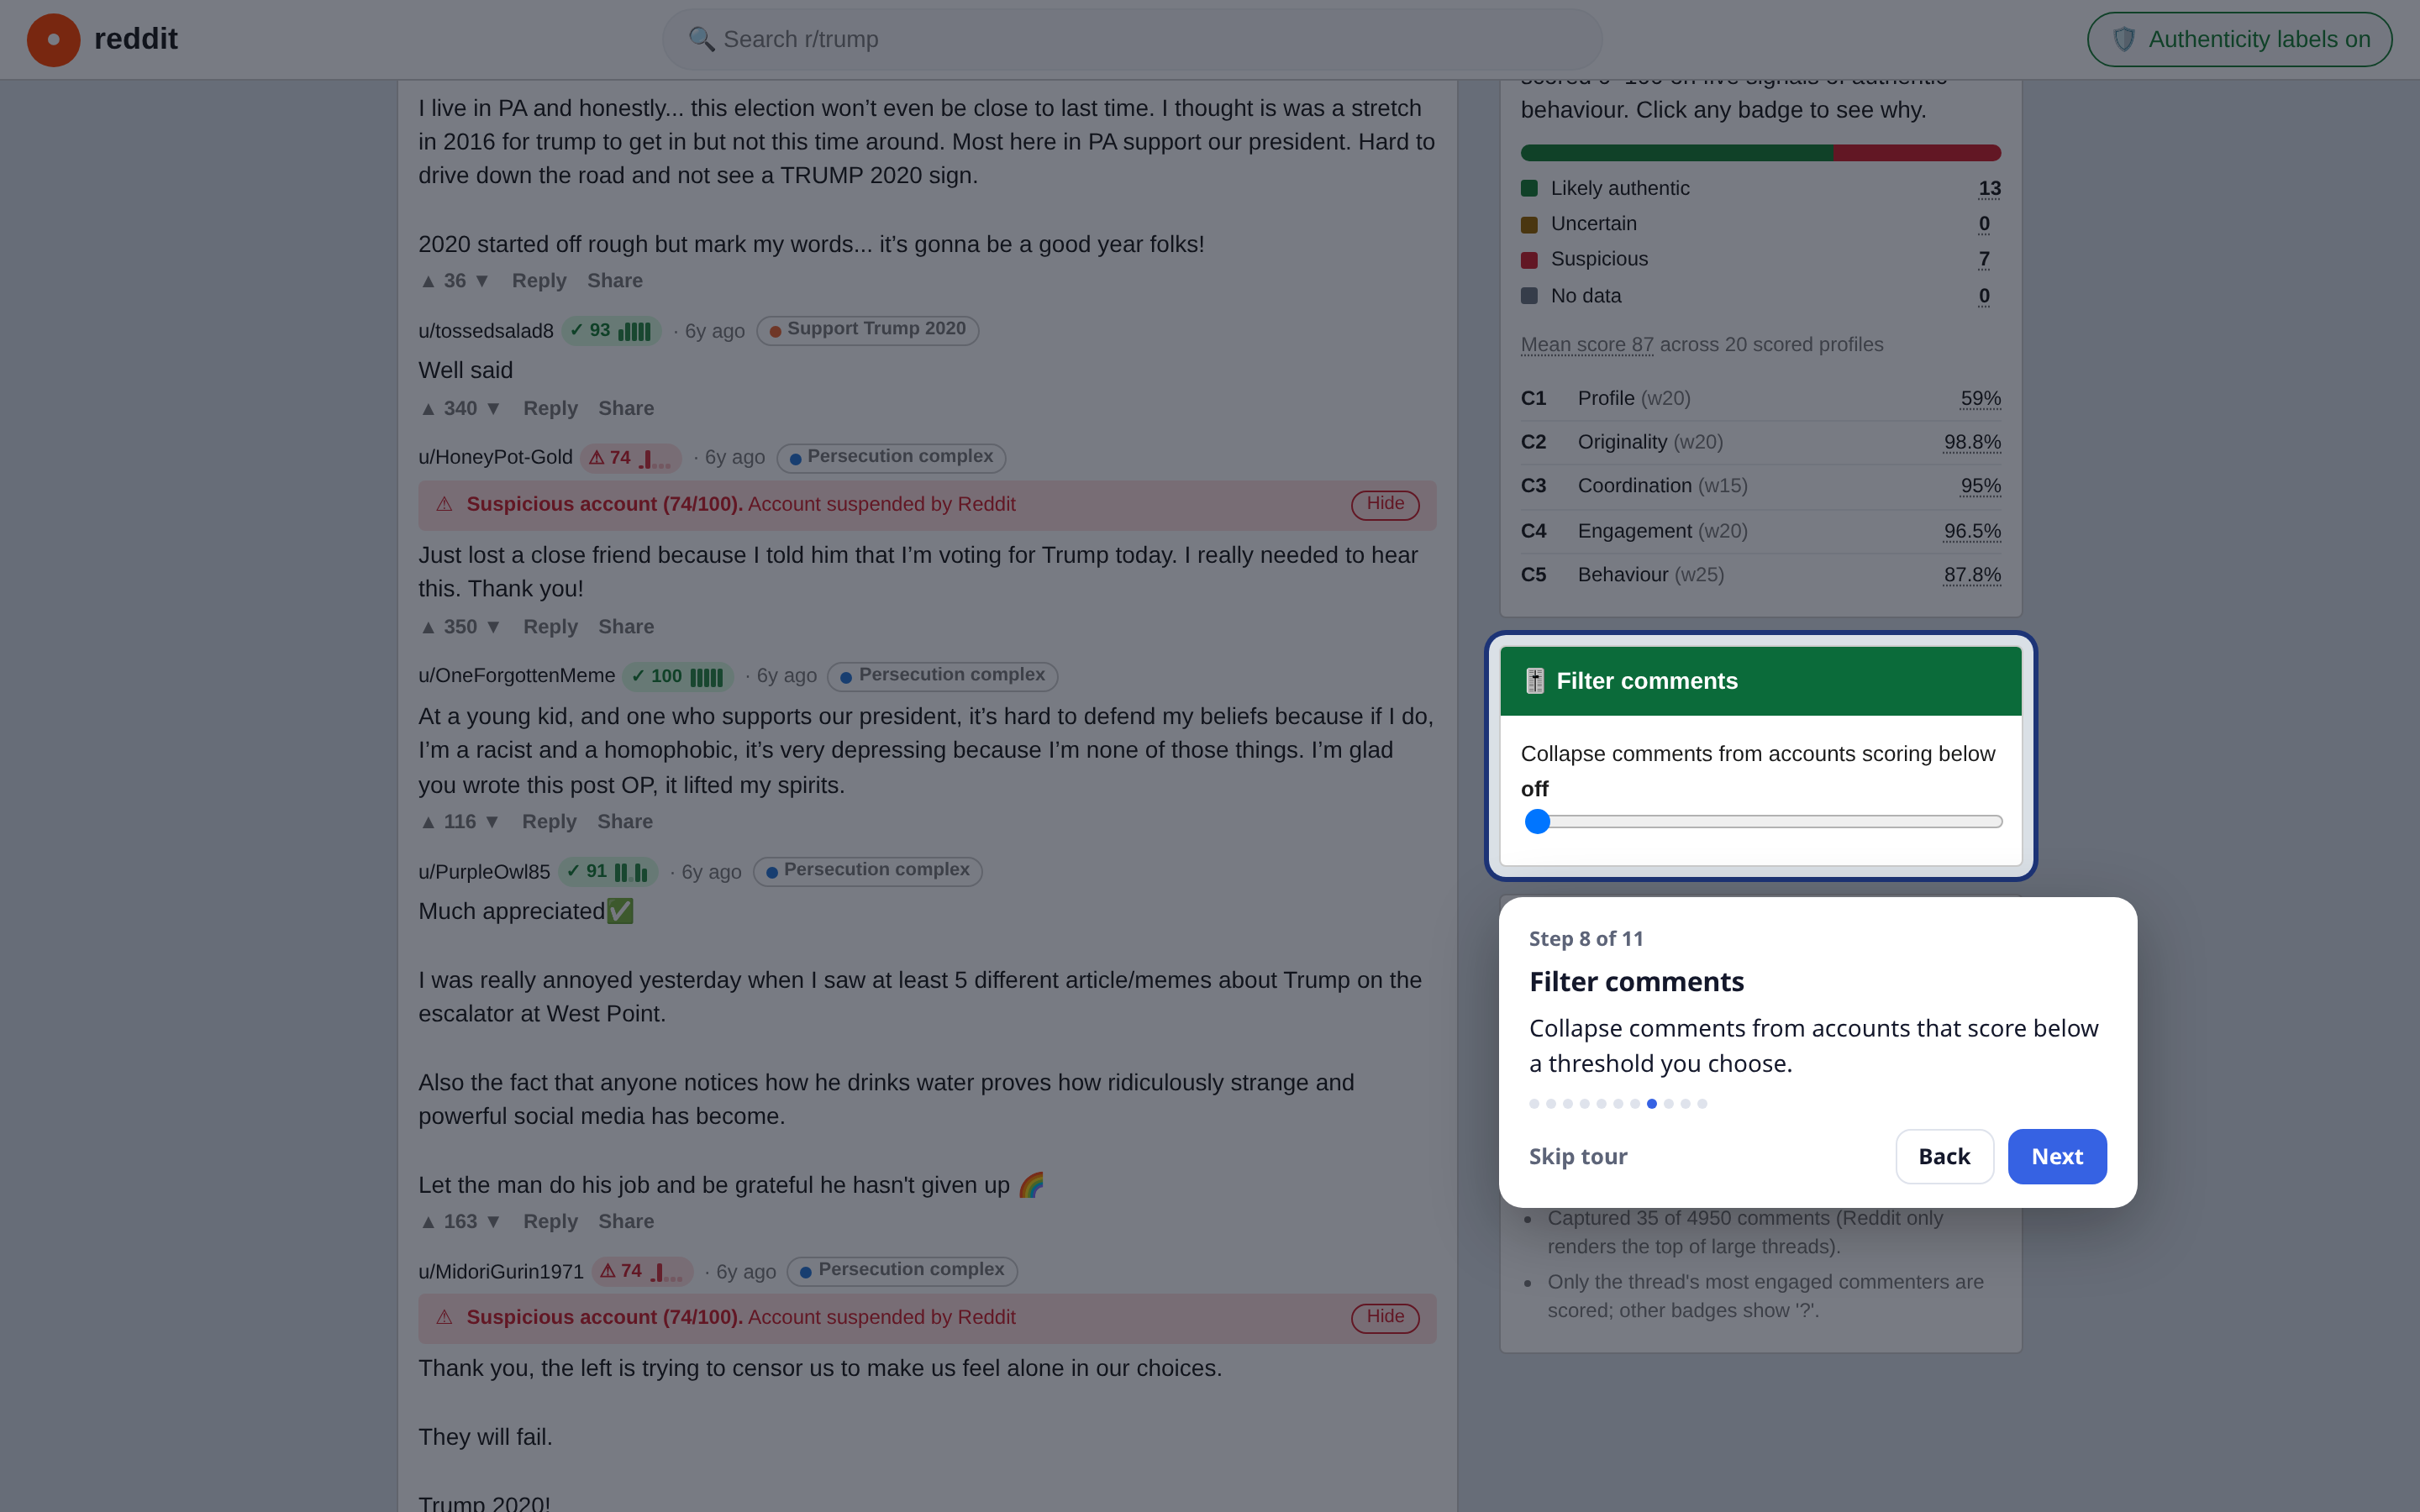 reddit
🔍 Search r/trump
🛡️ Authenticity labels on
I live in PA and honestly... this election won’t even be close to last time. I thought is was a stretch
in 2016 for trump to get in but not this time around. Most here in PA support our president. Hard to
drive down the road and not see a TRUMP 2020 sign.
2020 started off rough but mark my words... it’s gonna be a good year folks!
▲ 36 ▼ Reply Share
u/tossedsalad8 ✓ 93 · 6y ago Support Trump 2020
Well said
▲ 340 ▼ Reply Share
u/HoneyPot-Gold ⚠ 74 · 6y ago Persecution complex
⚠ Suspicious account (74/100). Account suspended by Reddit Hide
Just lost a close friend because I told him that I’m voting for Trump today. I really needed to hear
this. Thank you!
▲ 350 ▼ Reply Share
u/OneForgottenMeme ✓ 100 · 6y ago Persecution complex
At a young kid, and one who supports our president, it’s hard to defend my beliefs because if I do,
I’m a racist and a homophobic, it’s very depressing because I’m none of those things. I’m glad
you wrote this post OP, it lifted my spirits.
▲ 116 ▼ Reply Share
u/PurpleOwl85 ✓ 91 · 6y ago Persecution complex
Much appreciated✅
I was really annoyed yesterday when I saw at least 5 different article/memes about Trump on the
escalator at West Point.
Also the fact that anyone notices how he drinks water proves how ridiculously strange and
powerful social media has become.
Let the man do his job and be grateful he hasn't given up 🌈
▲ 163 ▼ Reply Share
u/MidoriGurin1971 ⚠ 74 · 6y ago Persecution complex
⚠ Suspicious account (74/100). Account suspended by Reddit Hide
Thank you, the left is trying to censor us to make us feel alone in our choices.
They will fail.
Trump 2020!
scored 0–100 on five signals of authentic
behaviour. Click any badge to see why.
Likely authentic 13
Uncertain 0
Suspicious 7
No data 0
Mean score 87 across 20 scored profiles
C1 Profile (w20) 59%
C2 Originality (w20) 98.8%
C3 Coordination (w15) 95%
C4 Engagement (w20) 96.5%
C5 Behaviour (w25) 87.8%
🎚️ Filter comments
Collapse comments from accounts scoring below
off
Step 8 of 11
Filter comments
Collapse comments from accounts that score below
a threshold you choose.
Skip tour Back Next
• Captured 35 of 4950 comments (Reddit only
renders the top of large threads).
• Only the thread's most engaged commenters are
scored; other badges show '?'.